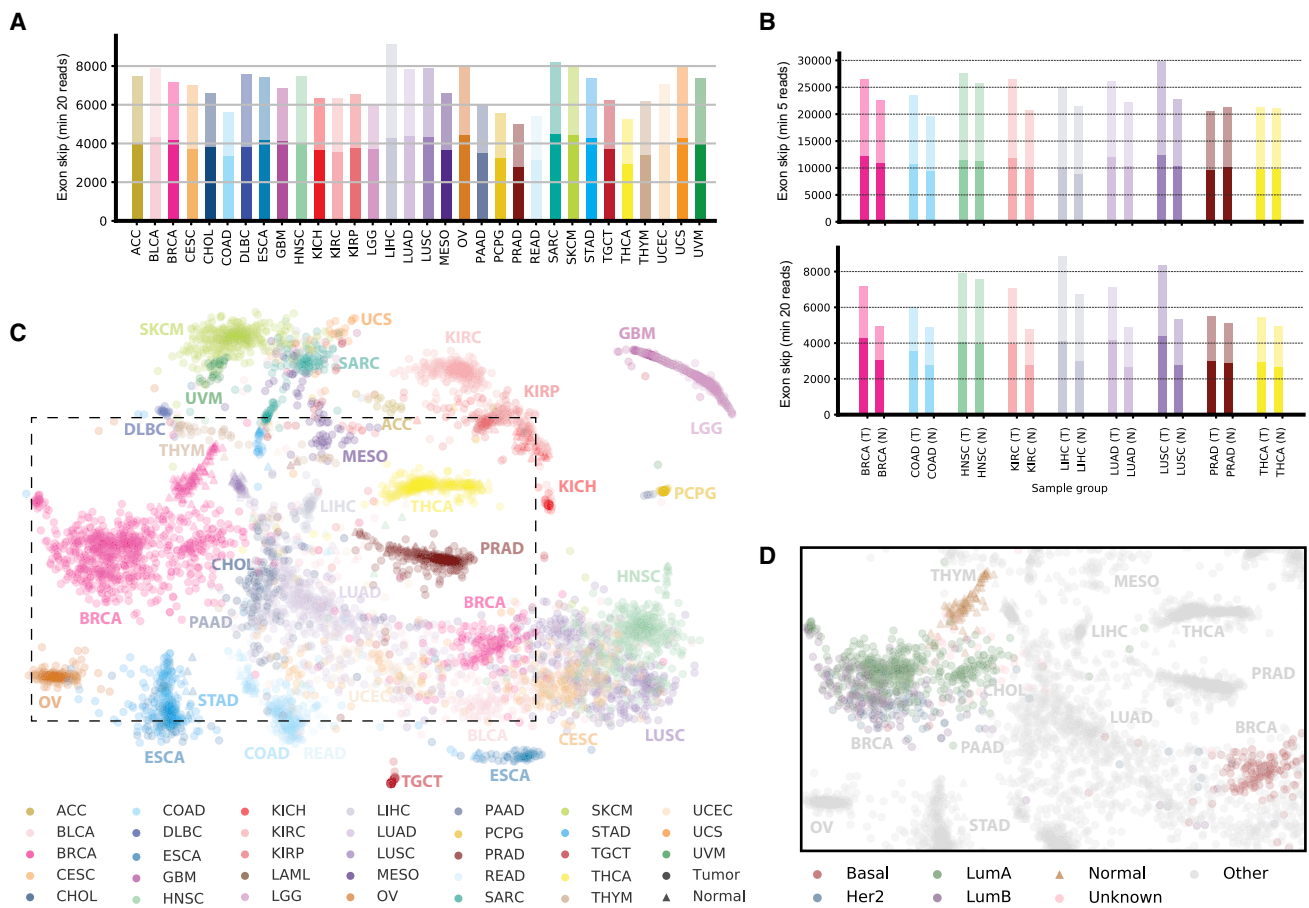 A
Exon skip (min 20 reads)
8000
6000
4000
2000
0
ACC BLCA BRCA CESC CHOL COAD DLBC ESCA GBM HNSC KICH KIRC KIRP LGG LIHC LUAD LUSC MESO OV PAAD PCPG PRAD READ SARC SKCM STAD TGCT THCA THYM UCEC UCS UVM
B
Exon skip (min 5 reads)
30000
25000
20000
15000
10000
5000
0
Exon skip (min 20 reads)
8000
6000
4000
2000
0
BRCA (T) BRCA (N) COAD (T) COAD (N) HNSC (T) HNSC (N) KIRC (T) KIRC (N) LIHC (T) LIHC (N) LUAD (T) LUAD (N) LUSC (T) LUSC (N) PRAD (T) PRAD (N) THCA (T) THCA (N)
Sample group
C
SKCM
UCS
SARC
KIRC
GBM
UVM
KIRP
LGG
DLBC
ACC
THYM
MESO
KICH
PCPG
LIHC
THCA
CHOL
PRAD
HNSC
LUAD
BRCA
BRCA
PAAD
OV
STAD
UCEC
BLCA
CESC
LUSC
ESCA
COAD
READ
TGCT
ESCA
ACC COAD KICH LIHC PAAD SKCM UCEC
BLCA DLBC KIRC LUAD PCPG STAD UCS
BRCA ESCA KIRP LUSC PRAD TGCT UVM
CESC GBM LAML MESO READ THCA Tumor
CHOL HNSC LGG OV SARC THYM Normal
D
THYM
MESO
LIHC
THCA
CHOL
PRAD
LUAD
BRCA
BRCA
PAAD
OV
STAD
Basal LumA Normal Other
Her2 LumB Unknown